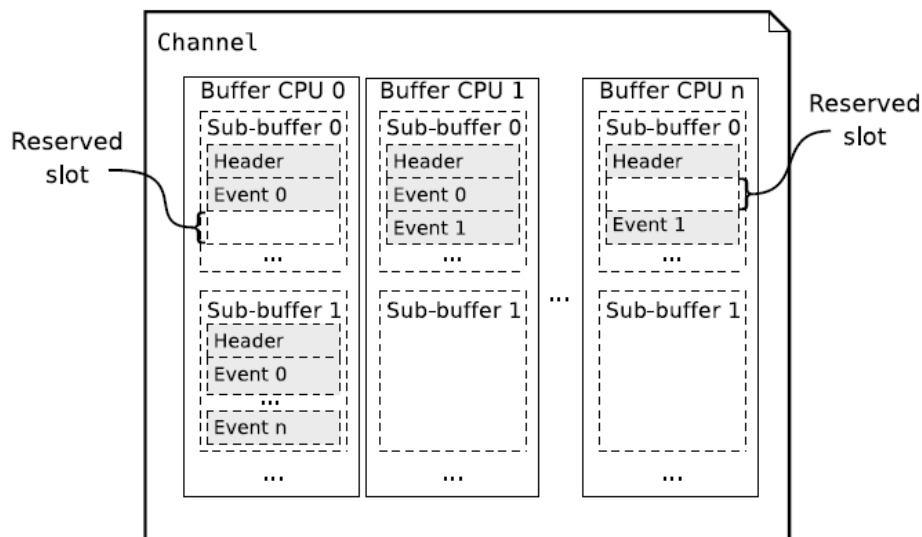 Channel
Reserved
slot
Buffer CPU 0
Sub-buffer 0
Header
Event 0
...
Sub-buffer 1
Header
Event 0
...
Event n
...
Buffer CPU 1
Sub-buffer 0
Header
Event 0
Event 1
...
Sub-buffer 1
...
...
Buffer CPU n
Sub-buffer 0
Header
Event 1
...
Sub-buffer 1
...
Reserved
slot